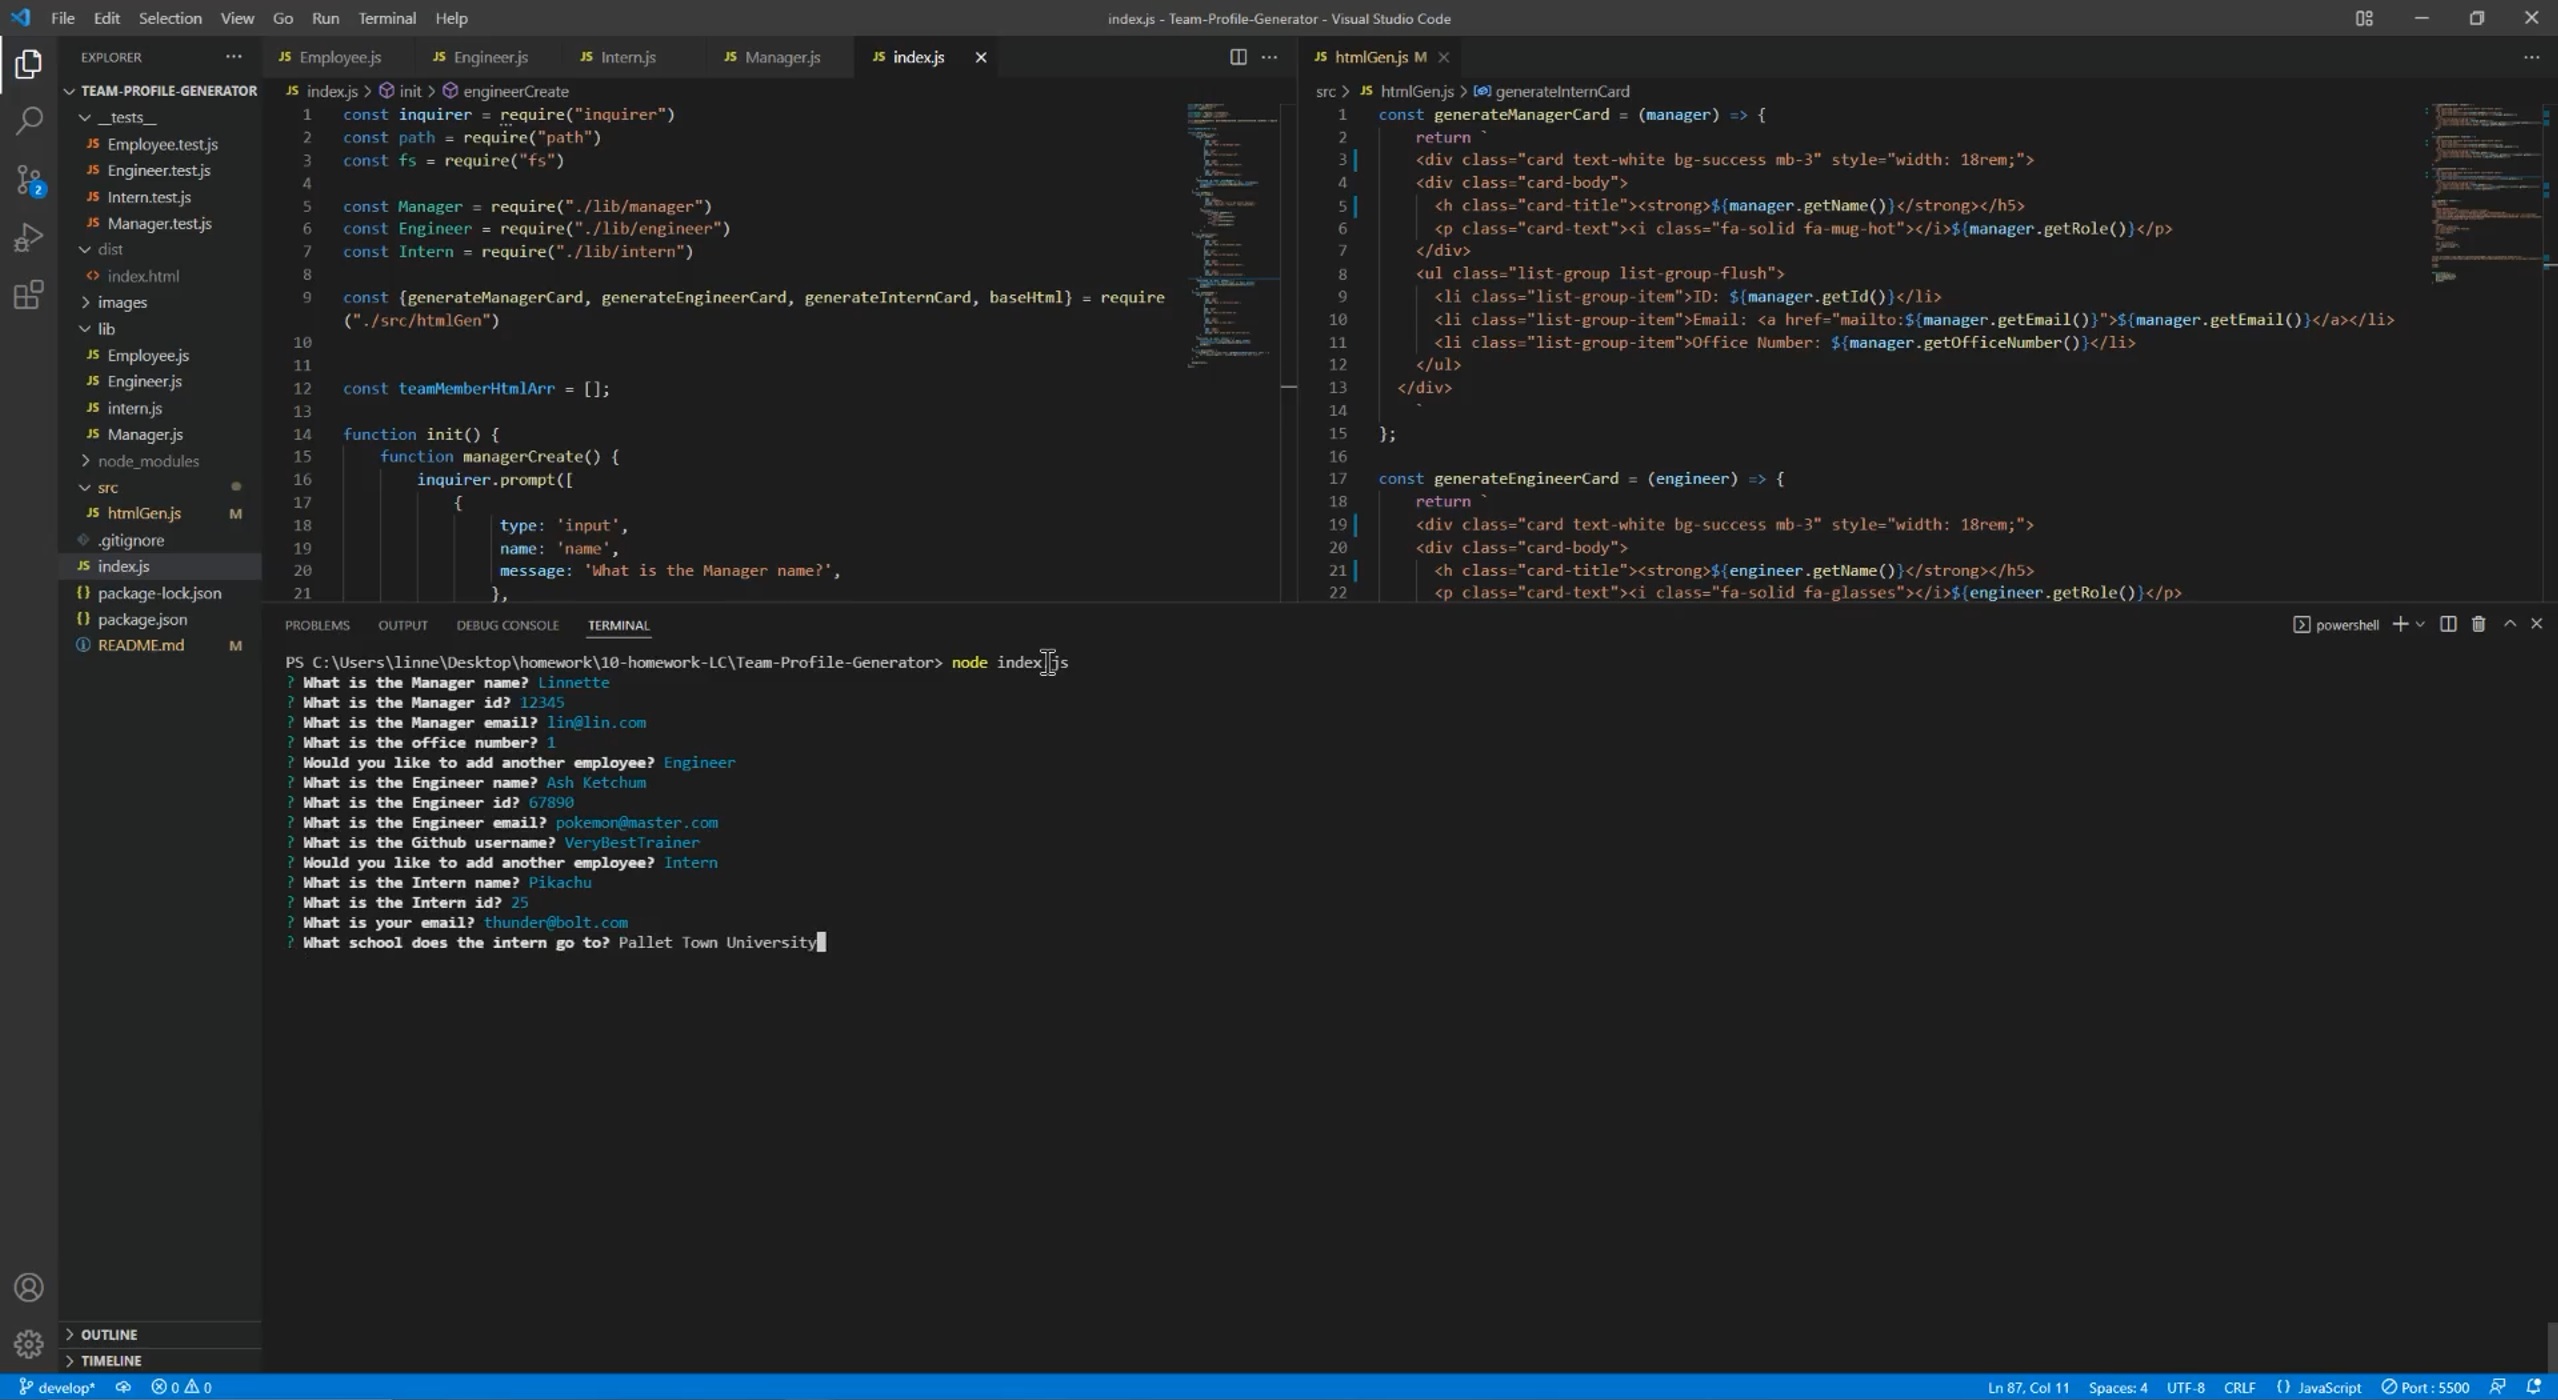 File Edit Selection View Go Run Terminal Help
index.js - Team-Profile-Generator - Visual Studio Code
EXPLORER
TEAM-PROFILE-GENERATOR
__tests__
JS Employee.test.js
JS Engineer.test.js
JS Intern.test.js
JS Manager.test.js
dist
<> index.html
images
lib
JS Employee.js
JS Engineer.js
JS intern.js
JS Manager.js
node_modules
src
JS htmlGen.js M
.gitignore
JS index.js
{} package-lock.json
{} package.json
README.md M
OUTLINE
TIMELINE
2
JS Employee.js JS Engineer.js JS Intern.js JS Manager.js JS index.js
JS index.js > init > engineerCreate
1 const inquirer = require("inquirer")
2 const path = require("path")
3 const fs = require("fs")
4
5 const Manager = require("./lib/manager")
6 const Engineer = require("./lib/engineer")
7 const Intern = require("./lib/intern")
8
9 const {generateManagerCard, generateEngineerCard, generateInternCard, baseHtml} = require
("./src/htmlGen")
10
11
12 const teamMemberHtmlArr = [];
13
14 function init() {
15 function managerCreate() {
16 inquirer.prompt([
17 {
18 type: 'input',
19 name: 'name',
20 message: 'What is the Manager name?',
21 },
JS htmlGen.js M
src > JS htmlGen.js > generateInternCard
1 const generateManagerCard = (manager) => {
2 return `
3 <div class="card text-white bg-success mb-3" style="width: 18rem;">
4 <div class="card-body">
5 <h class="card-title"><strong>${manager.getName()}</strong></h5>
6 <p class="card-text"><i class="fa-solid fa-mug-hot"></i>${manager.getRole()}</p>
7 </div>
8 <ul class="list-group list-group-flush">
9 <li class="list-group-item">ID: ${manager.getId()}</li>
10 <li class="list-group-item">Email: <a href="mailto:${manager.getEmail()}">${manager.getEmail()}</a></li>
11 <li class="list-group-item">Office Number: ${manager.getOfficeNumber()}</li>
12 </ul>
13 </div>
14 `
15 };
16
17 const generateEngineerCard = (engineer) => {
18 return `
19 <div class="card text-white bg-success mb-3" style="width: 18rem;">
20 <div class="card-body">
21 <h class="card-title"><strong>${engineer.getName()}</strong></h5>
22 <p class="card-text"><i class="fa-solid fa-glasses"></i>${engineer.getRole()}</p>
PROBLEMS OUTPUT DEBUG CONSOLE TERMINAL
powershell
PS C:\Users\linne\Desktop\homework\10-homework-LC\Team-Profile-Generator> node index.js
? What is the Manager name? Linnette
? What is the Manager id? 12345
? What is the Manager email? lin@lin.com
? What is the office number? 1
? Would you like to add another employee? Engineer
? What is the Engineer name? Ash Ketchum
? What is the Engineer id? 67890
? What is the Engineer email? pokemon@master.com
? What is the Github username? VeryBestTrainer
? Would you like to add another employee? Intern
? What is the Intern name? Pikachu
? What is the Intern id? 25
? What is your email? thunder@bolt.com
? What school does the intern go to? Pallet Town University
develop* 0 0
Ln 87, Col 11 Spaces: 4 UTF-8 CRLF {} JavaScript Port : 5500